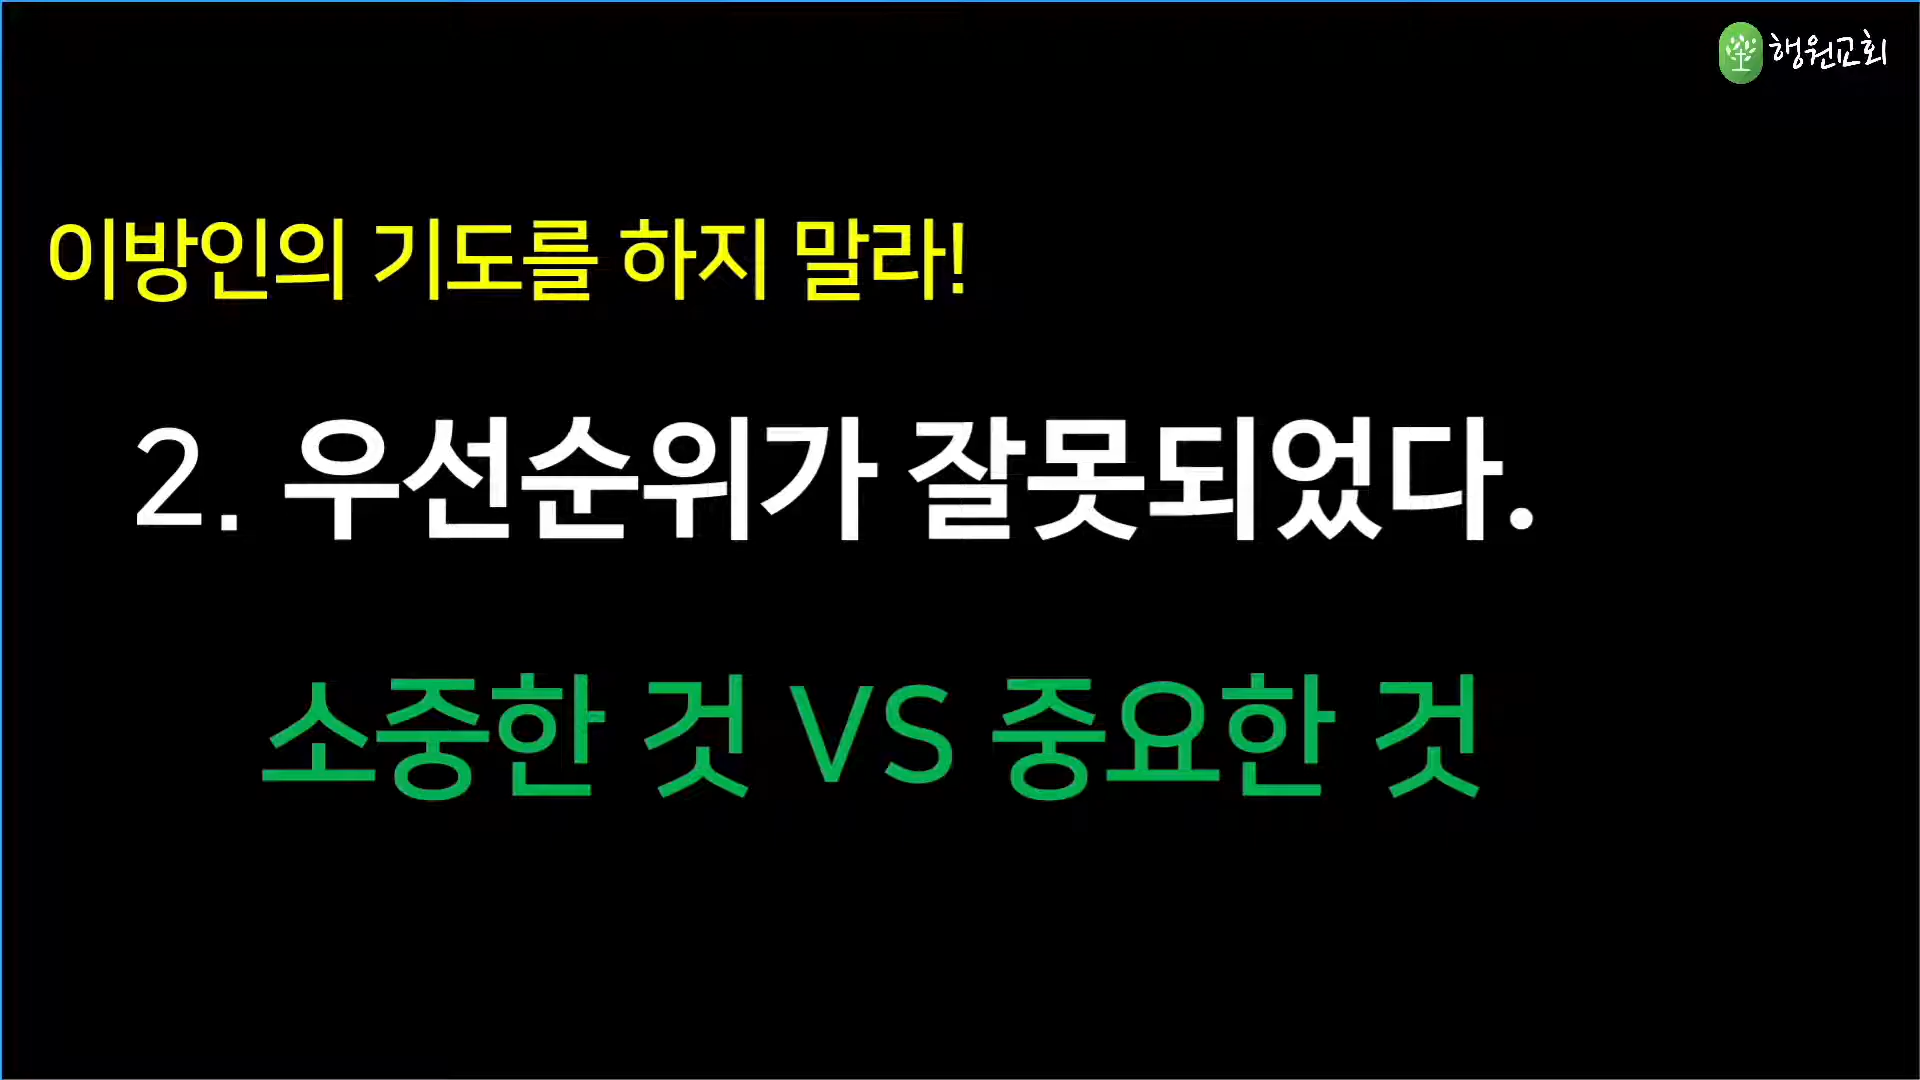 행원교회
이방인의 기도를 하지 말라!
2. 우선순위가 잘못되었다.
소중한 것 VS 중요한 것